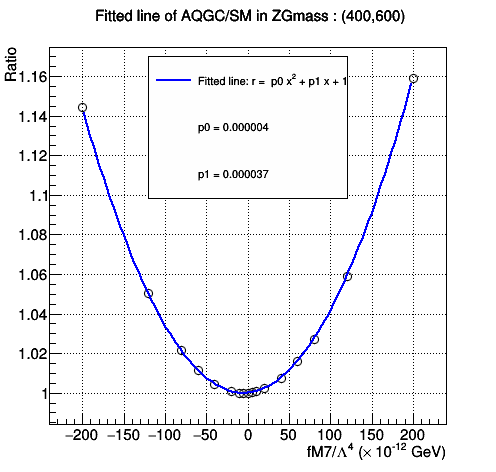 Fitted line of AQGC/SM in ZGmass : (400,600)
Ratio
Fitted line: r = p0 x² + p1 x + 1
p0 = 0.000004
p1 = 0.000037
1.16
1.14
1.12
1.1
1.08
1.06
1.04
1.02
1
−200 −150 −100 −50 0 50 100 150 200
fM7/Λ⁴ (× 10⁻¹² GeV)